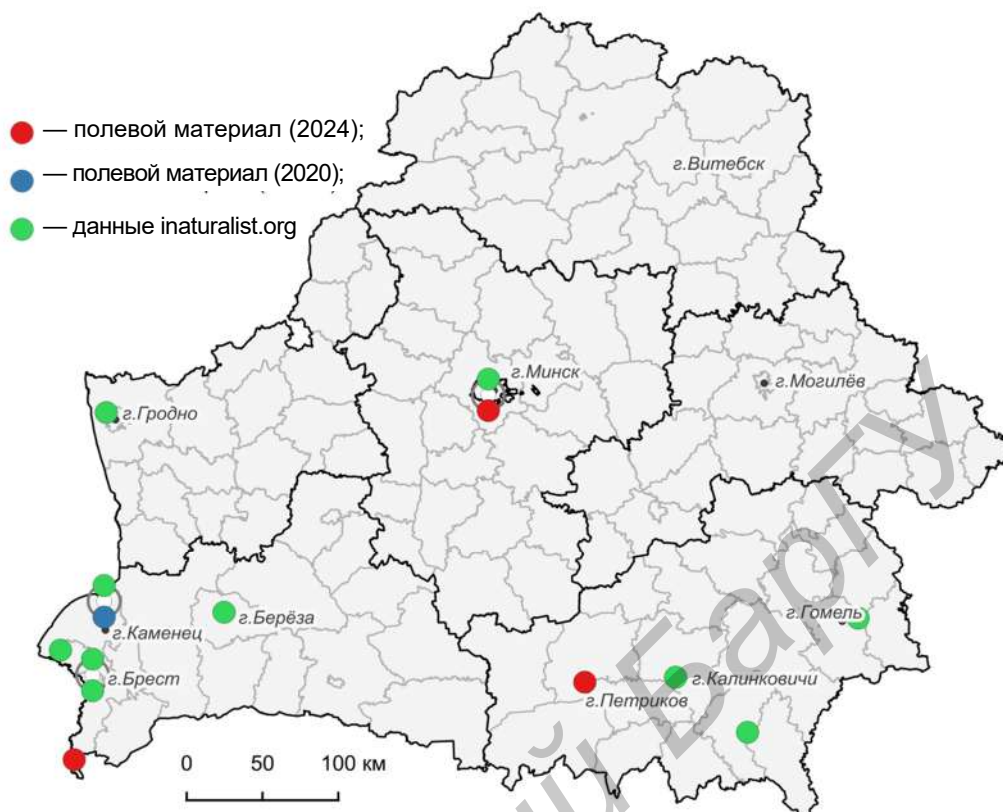 — полевой материал (2024);
— полевой материал (2020);
— данные inaturalist.org
г.Витебск
г.Минск
г.Могилёв
г.Гродно
г.Берёза
г.Гомель
г.Каменец
г.Брест
г.Калинковичи
г.Петриков
0 50 100 км
й БарГу